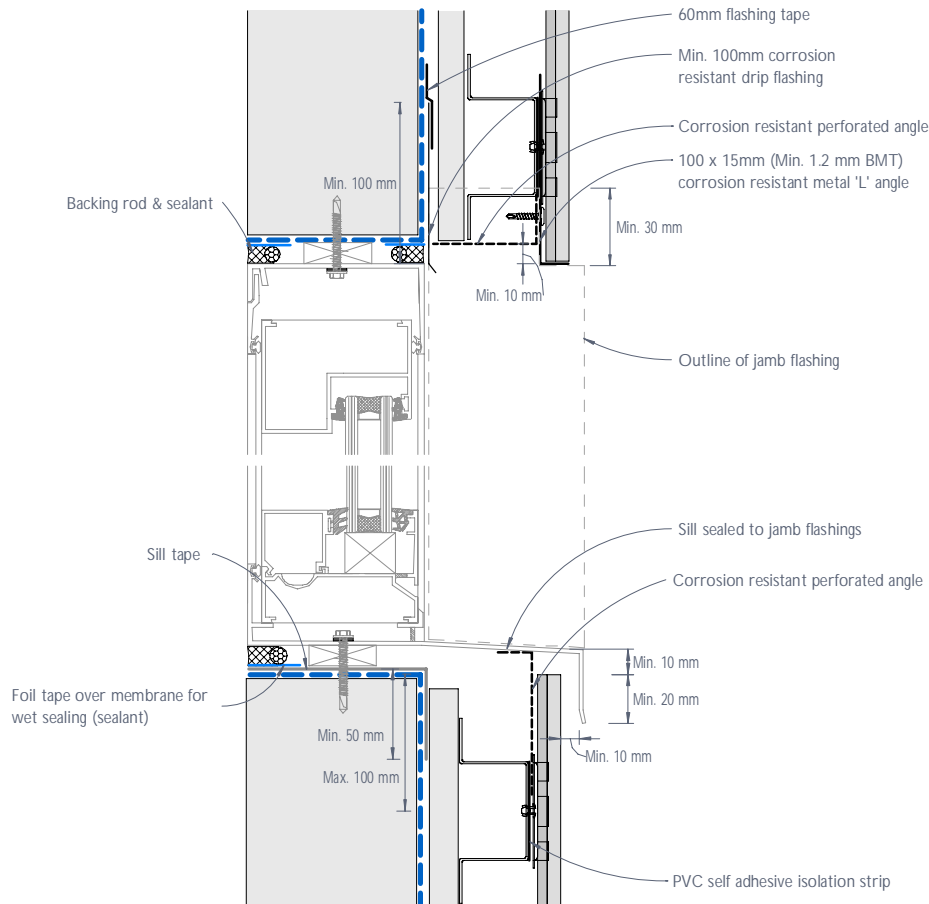 60mm flashing tape
Min. 100mm corrosion
resistant drip flashing
Corrosion resistant perforated angle
100 x 15mm (Min. 1.2 mm BMT)
corrosion resistant metal 'L' angle
Min. 100 mm
Backing rod & sealant
Min. 30 mm
Min. 10 mm
Outline of jamb flashing
Sill sealed to jamb flashings
Sill tape
Corrosion resistant perforated angle
Min. 10 mm
Foil tape over membrane for
wet sealing (sealant)
Min. 20 mm
Min. 50 mm
Min. 10 mm
Max. 100 mm
PVC self adhesive isolation strip